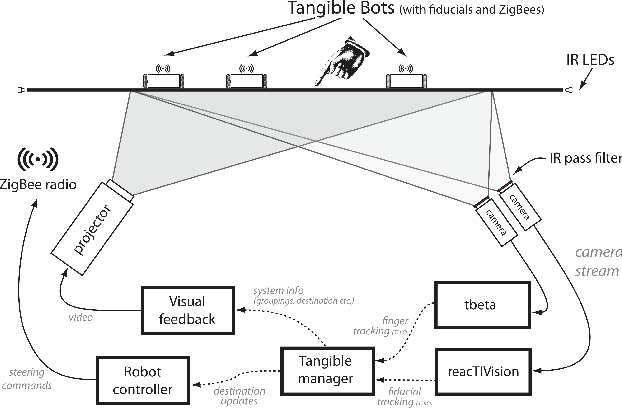 Tangible Bots (with fiducials and ZigBees)
IR LEDs
IR pass filter
ZigBee radio
projector
camera
camera
camera
stream
system info
(groupings, destination etc.)
Visual
feedback
video
tbeta
finger
tracking
Tangible
manager
reacTIVision
Robot
controller
steering
commands
destination
updates
fiducial
tracking